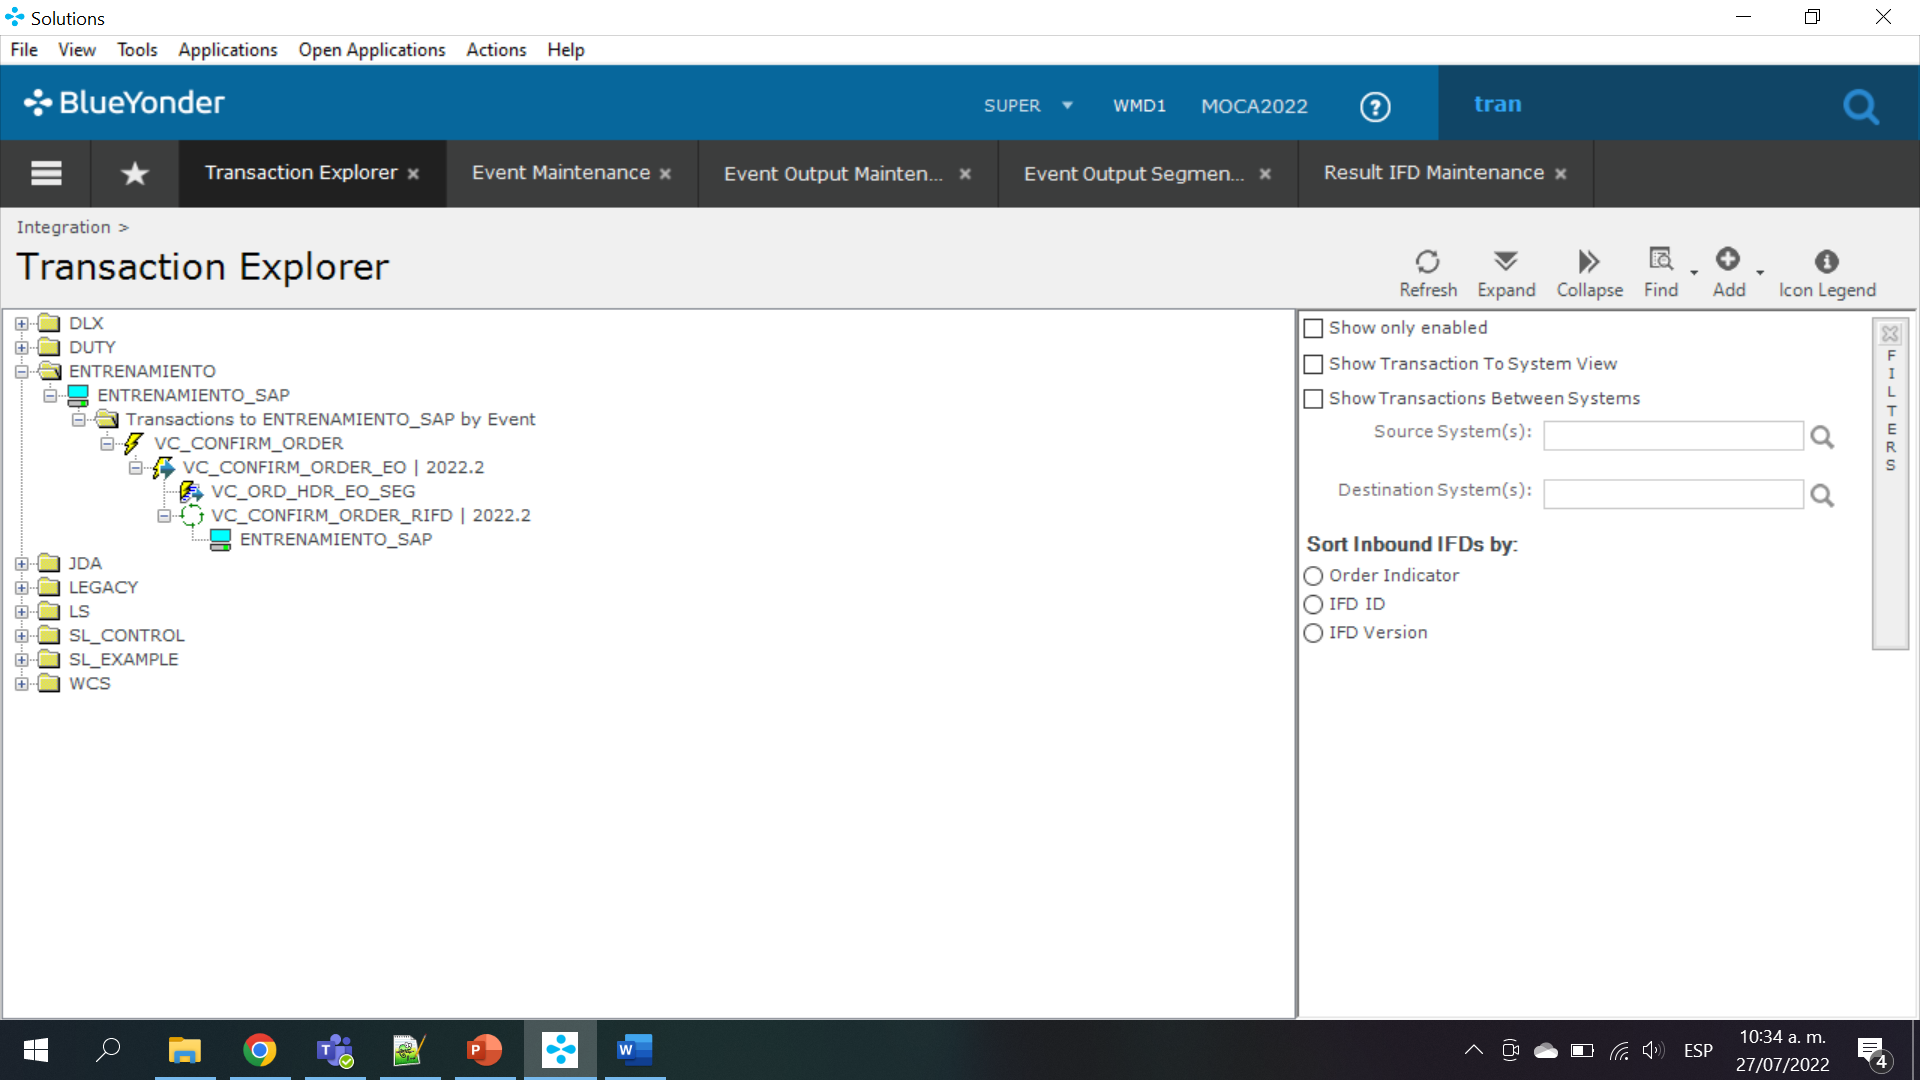 Solutions
File View Tools Applications Open Applications Actions Help
BlueYonder SUPER WMD1 MOCA2022 ? tran
Transaction Explorer × Event Maintenance × Event Output Mainten... × Event Output Segmen... × Result IFD Maintenance ×
Integration >
Transaction Explorer
Refresh Expand Collapse Find Add Icon Legend
DLX
DUTY
ENTRENAMIENTO
ENTRENAMIENTO_SAP
Transactions to ENTRENAMIENTO_SAP by Event
VC_CONFIRM_ORDER
VC_CONFIRM_ORDER_EO | 2022.2
VC_ORD_HDR_EO_SEG
VC_CONFIRM_ORDER_RIFD | 2022.2
ENTRENAMIENTO_SAP
JDA
LEGACY
LS
SL_CONTROL
SL_EXAMPLE
WCS
Show only enabled
Show Transaction To System View
Show Transactions Between Systems
Source System(s):
Destination System(s):
Sort Inbound IFDs by:
Order Indicator
IFD ID
IFD Version
FILTERS
ESP
10:34 a. m.
27/07/2022
4